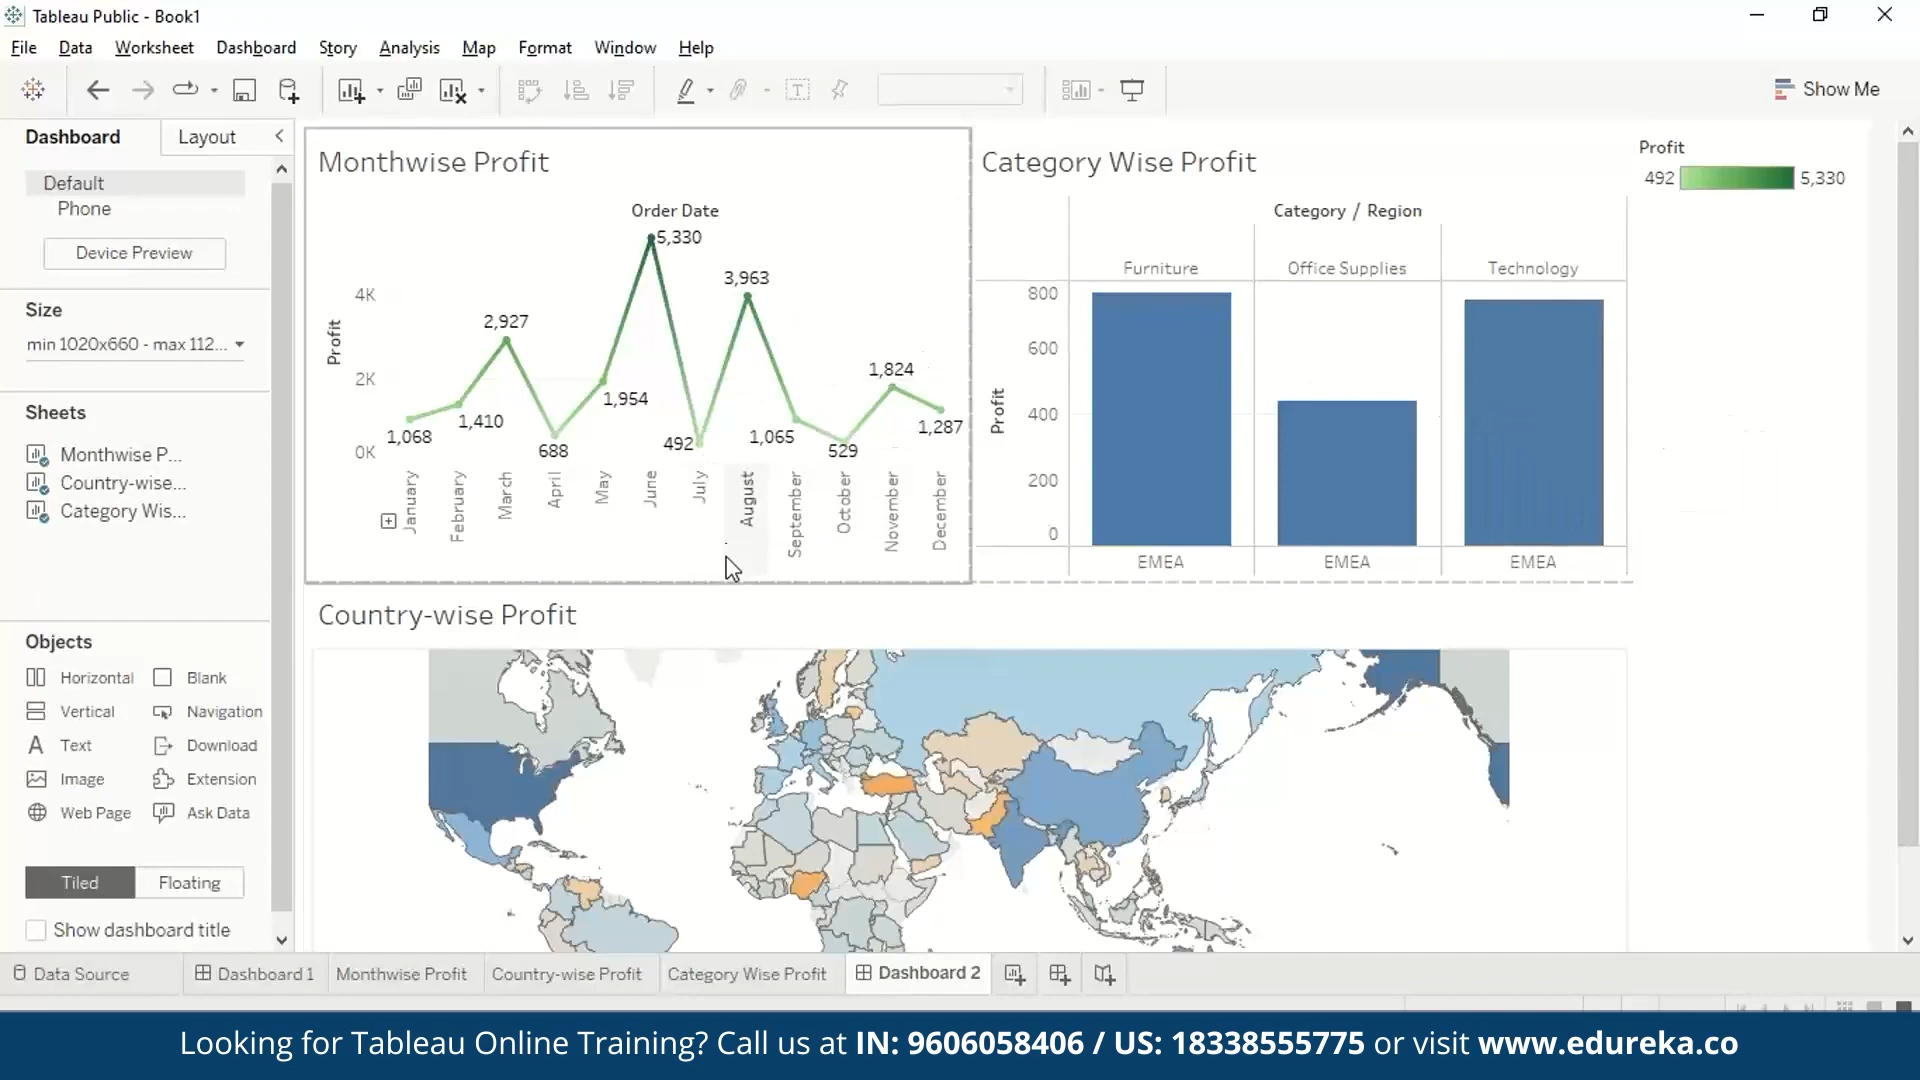 Tableau Public - Book1
File Data Worksheet Dashboard Story Analysis Map Format Window Help
Show Me
Dashboard Layout
Default
Phone
Device Preview
Size
min 1020x660 - max 112...
Sheets
Monthwise P...
Country-wise...
Category Wis...
Objects
Horizontal Blank
Vertical Navigation
Text Download
Image Extension
Web Page Ask Data
Tiled Floating
Show dashboard title
Monthwise Profit
Order Date
Profit
4K
2K
0K
1,068
1,410
2,927
688
1,954
5,330
492
3,963
1,065
529
1,824
1,287
January
February
March
April
May
June
July
August
September
October
November
December
Category Wise Profit
Category / Region
Furniture Office Supplies Technology
Profit
800
600
400
200
0
EMEA EMEA EMEA
Profit
492 5,330
Country-wise Profit
Data Source Dashboard 1 Monthwise Profit Country-wise Profit Category Wise Profit Dashboard 2
Looking for Tableau Online Training? Call us at IN: 9606058406 / US: 18338555775 or visit www.edureka.co